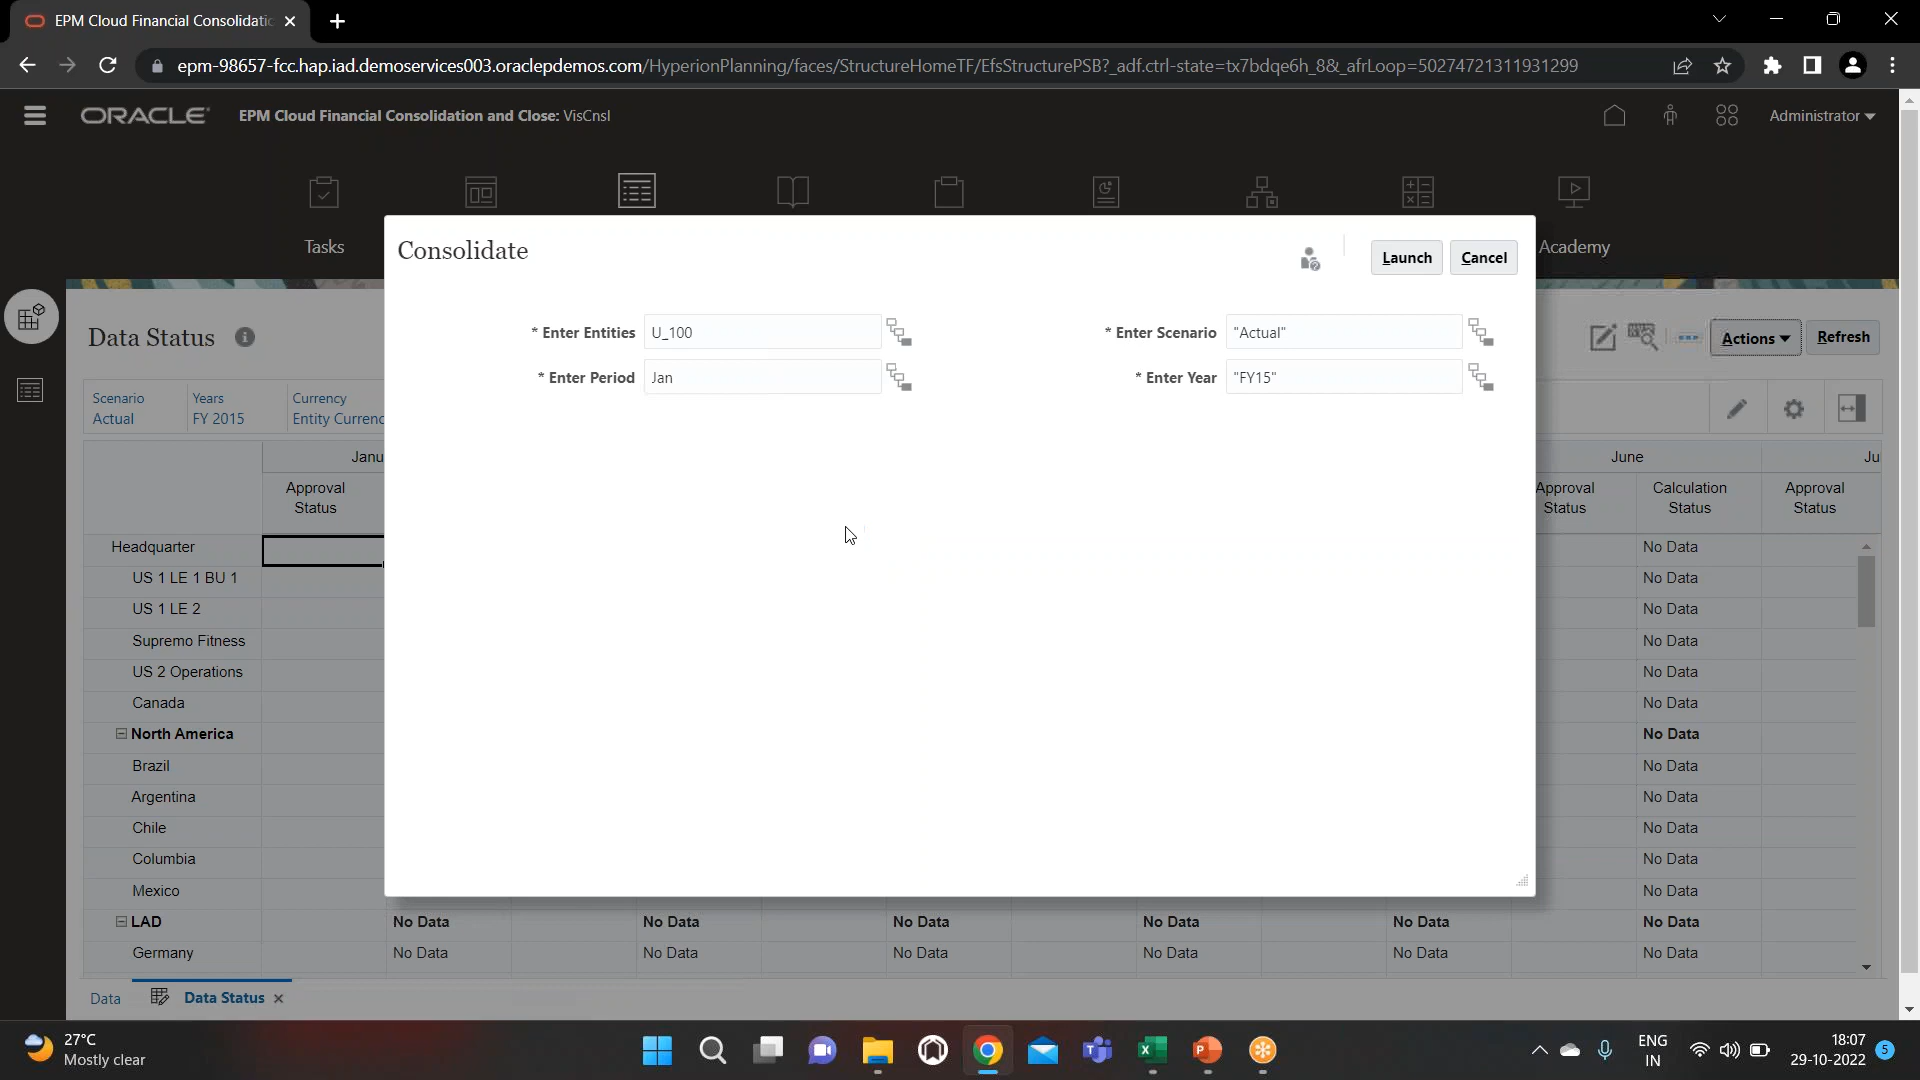 EPM Cloud Financial Consolidatic
epm-98657-fcc.hap.iad.demoservices003.oraclepdemos.com/HyperionPlanning/faces/StructureHomeTF/EfsStructurePSB?_adf.ctrl-state=tx7bdqe6h_8&_afrLoop=50274721311931299
ORACLE
EPM Cloud Financial Consolidation and Close: VisCnsl
Administrator
Tasks
Academy
Consolidate
Launch
Cancel
* Enter Entities
U_100
* Enter Scenario
"Actual"
* Enter Period
Jan
* Enter Year
"FY15"
Data Status
Actions
Refresh
Scenario
Years
Currency
Actual
FY 2015
Entity Currenc
Janu
June
Ju
Approval Status
Approval Status
Calculation Status
Approval Status
Headquarter
No Data
US 1 LE 1 BU 1
No Data
US 1 LE 2
No Data
Supremo Fitness
No Data
US 2 Operations
No Data
Canada
No Data
North America
No Data
Brazil
No Data
Argentina
No Data
Chile
No Data
Columbia
No Data
Mexico
No Data
LAD
No Data No Data No Data No Data No Data No Data
Germany
No Data No Data No Data No Data No Data No Data
Data
Data Status
27°C
Mostly clear
ENG
IN
18:07
29-10-2022
5